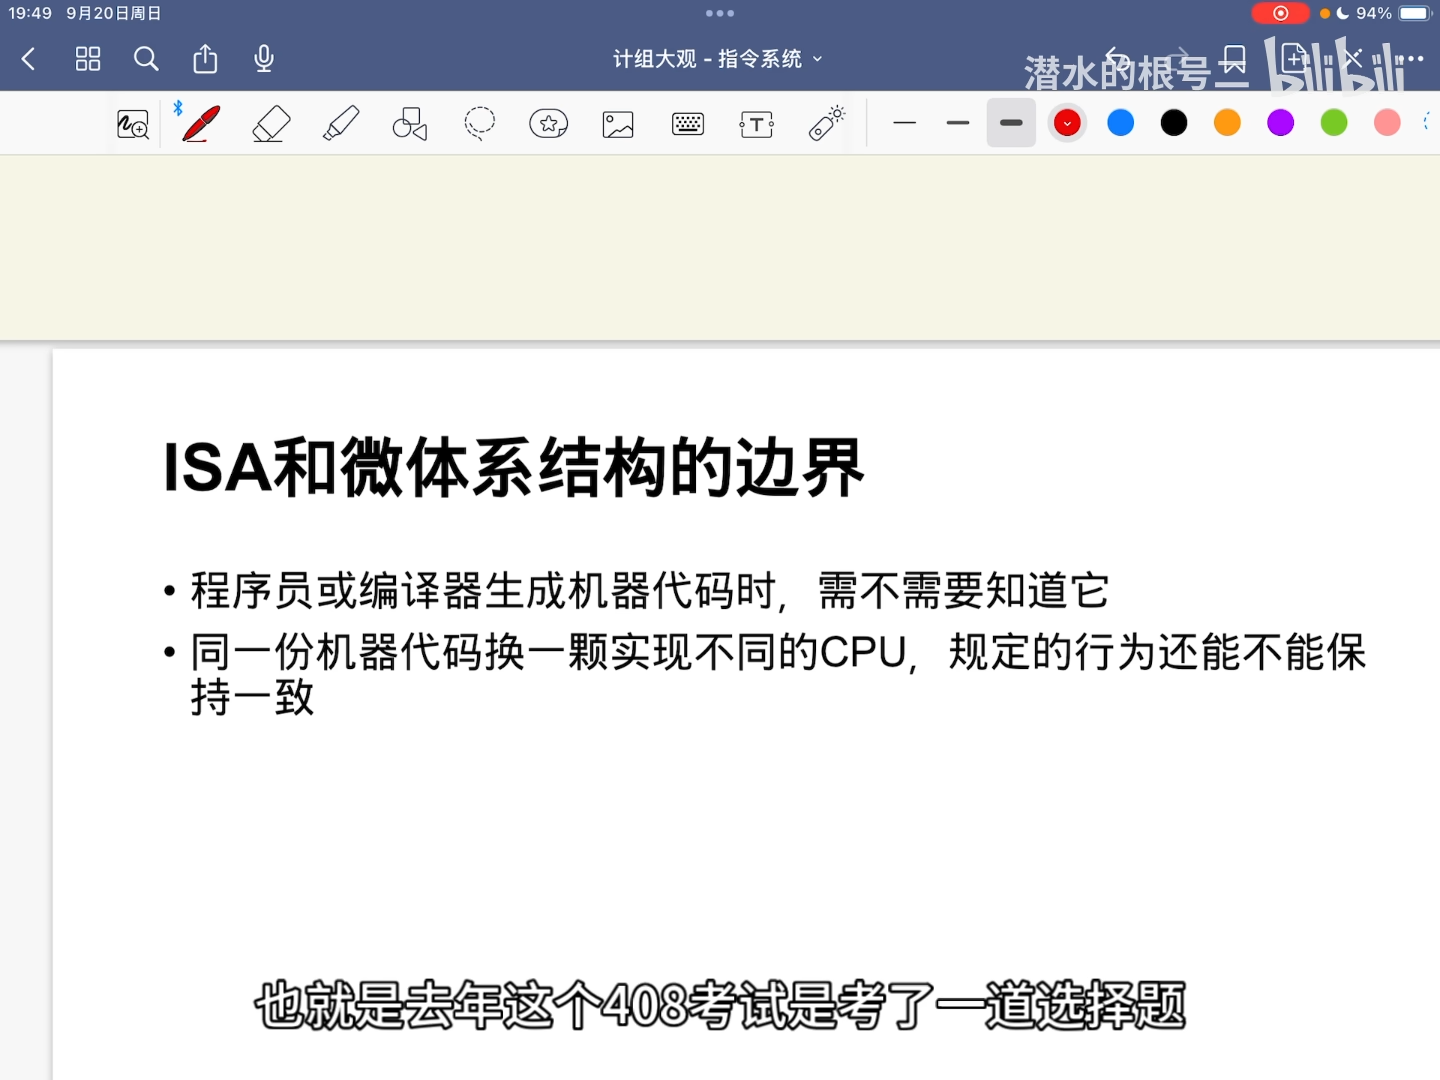 19:49 9月20日周日
94%
计组大观 - 指令系统
潜水的根号二 bilibili
ISA和微体系结构的边界
• 程序员或编译器生成机器代码时，需不需要知道它
• 同一份机器代码换一颗实现不同的CPU，规定的行为还能不能保
持一致
也就是去年这个408考试是考了一道选择题